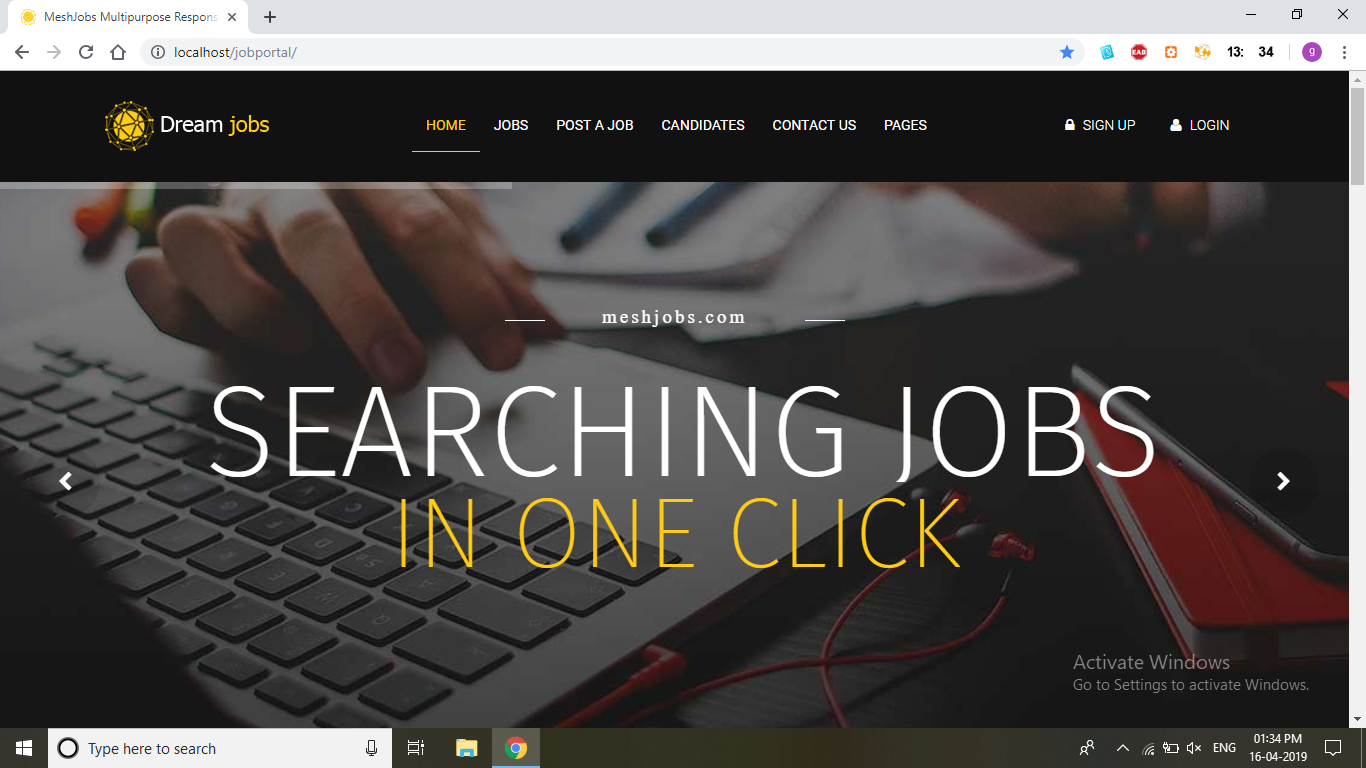 MeshJobs Multipurpose Respons
localhost/jobportal/
EAB
13: 34
g
Dream jobs
HOME JOBS POST A JOB CANDIDATES CONTACT US PAGES
SIGN UP LOGIN
meshjobs.com
SEARCHING JOBS
IN ONE CLICK
Activate Windows
Go to Settings to activate Windows.
Type here to search
ENG
01:34 PM
16-04-2019